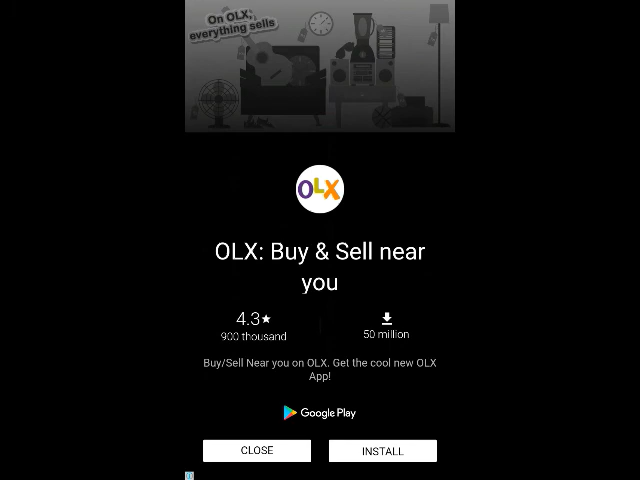 On OLX,
everything sells
OLX
OLX: Buy & Sell near
you
4.3★
900 thousand
50 million
Buy/Sell Near you on OLX. Get the cool new OLX
App!
Google Play
CLOSE
INSTALL